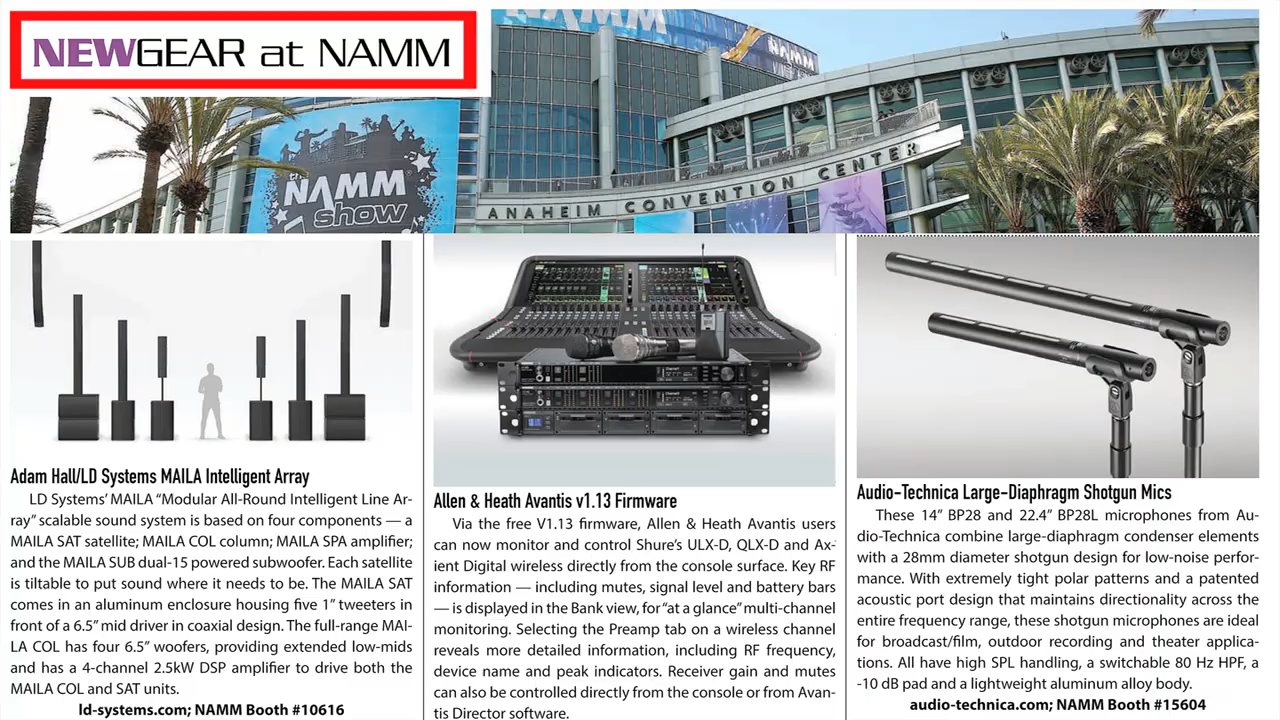 NEWGEAR at NAMM
NAMM
NAMM
NAMM
show
ANAHEIM CONVENTION CENTER
Adam Hall/LD Systems MAILA Intelligent Array
LD Systems' MAILA “Modular All-Round Intelligent Line Ar-
ray” scalable sound system is based on four components — a
MAILA SAT satellite; MAILA COL column; MAILA SPA amplifier;
and the MAILA SUB dual-15 powered subwoofer. Each satellite
is tiltable to put sound where it needs to be. The MAILA SAT
comes in an aluminum enclosure housing five 1” tweeters in
front of a 6.5” mid driver in coaxial design. The full-range MAI-
LA COL has four 6.5” woofers, providing extended low-mids
and has a 4-channel 2.5kW DSP amplifier to drive both the
MAILA COL and SAT units.
ld-systems.com; NAMM Booth #10616
Allen & Heath Avantis v1.13 Firmware
Via the free V1.13 firmware, Allen & Heath Avantis users
can now monitor and control Shure's ULX-D, QLX-D and Ax-
ient Digital wireless directly from the console surface. Key RF
information — including mutes, signal level and battery bars
— is displayed in the Bank view, for “at a glance” multi-channel
monitoring. Selecting the Preamp tab on a wireless channel
reveals more detailed information, including RF frequency,
device name and peak indicators. Receiver gain and mutes
can also be controlled directly from the console or from Avan-
tis Director software.
Audio-Technica Large-Diaphragm Shotgun Mics
These 14” BP28 and 22.4” BP28L microphones from Au-
dio-Technica combine large-diaphragm condenser elements
with a 28mm diameter shotgun design for low-noise perfor-
mance. With extremely tight polar patterns and a patented
acoustic port design that maintains directionality across the
entire frequency range, these shotgun microphones are ideal
for broadcast/film, outdoor recording and theater applica-
tions. All have high SPL handling, a switchable 80 Hz HPF, a
-10 dB pad and a lightweight aluminum alloy body.
audio-technica.com; NAMM Booth #15604